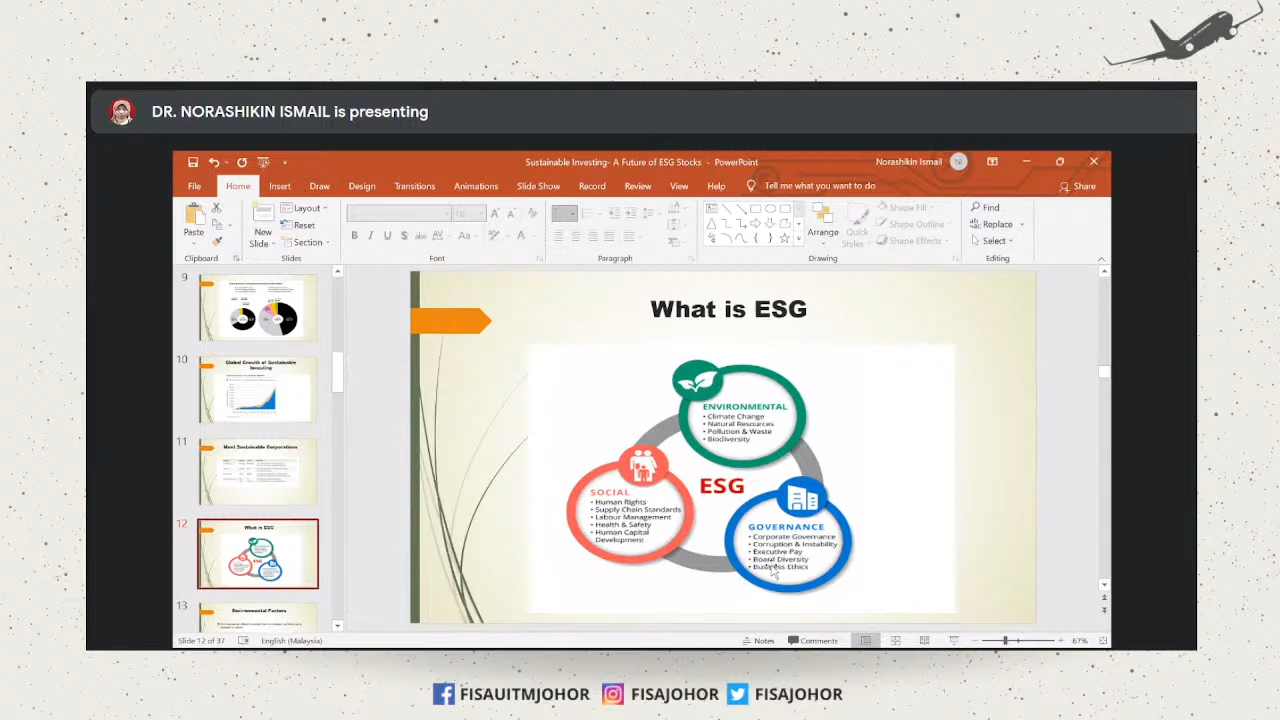 DR. NORASHIKIN ISMAIL is presenting
Sustainable Investing- A Future of ESG Stocks - PowerPoint
Norashikin Ismail
NI
File Home Insert Draw Design Transitions Animations Slide Show Record Review View Help Tell me what you want to do
Share
Paste
Clipboard
New Slide
Layout
Reset
Section
Slides
Font
Paragraph
Arrange
Quick Styles
Shape Fill
Shape Outline
Shape Effects
Drawing
Find
Replace
Select
Editing
9
10
Global Growth of Sustainable
Investing
11
Most Sustainable Corporations
12
What is ESG
13
Environmental Factors
What is ESG
ENVIRONMENTAL
• Climate Change
• Natural Resources
• Pollution & Waste
• Biodiversity
ESG
SOCIAL
• Human Rights
• Supply Chain Standards
• Labour Management
• Health & Safety
• Human Capital
Development
GOVERNANCE
• Corporate Governance
• Corruption & Instability
• Executive Pay
• Board Diversity
• Business Ethics
Slide 12 of 37
English (Malaysia)
Notes
Comments
67%
FISAUITMJOHOR FISAJOHOR FISAJOHOR